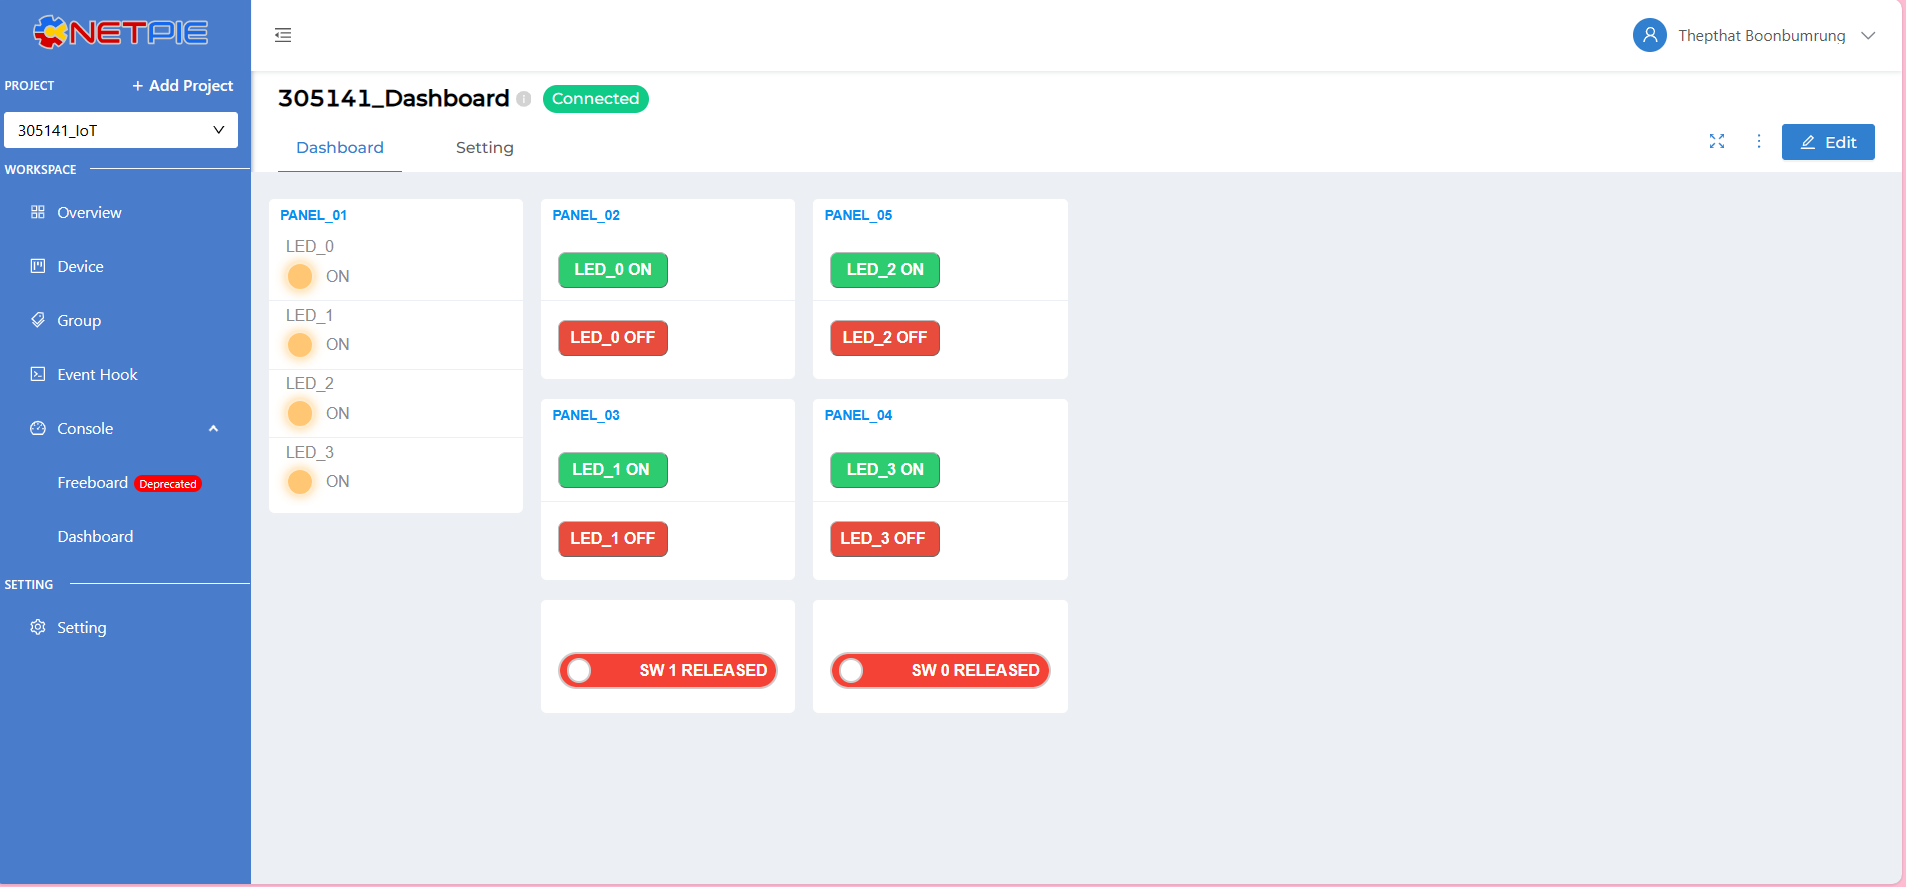 NETPIE
PROJECT
+ Add Project
305141_IoT
WORKSPACE
Overview
Device
Group
Event Hook
Console
Freeboard Deprecated
Dashboard
SETTING
Setting
Thepthat Boonbumrung
305141_Dashboard
Connected
Dashboard
Setting
Edit
PANEL_01
LED_0
ON
LED_1
ON
LED_2
ON
LED_3
ON
PANEL_02
LED_0 ON
LED_0 OFF
PANEL_05
LED_2 ON
LED_2 OFF
PANEL_03
LED_1 ON
LED_1 OFF
PANEL_04
LED_3 ON
LED_3 OFF
SW 1 RELEASED
SW 0 RELEASED